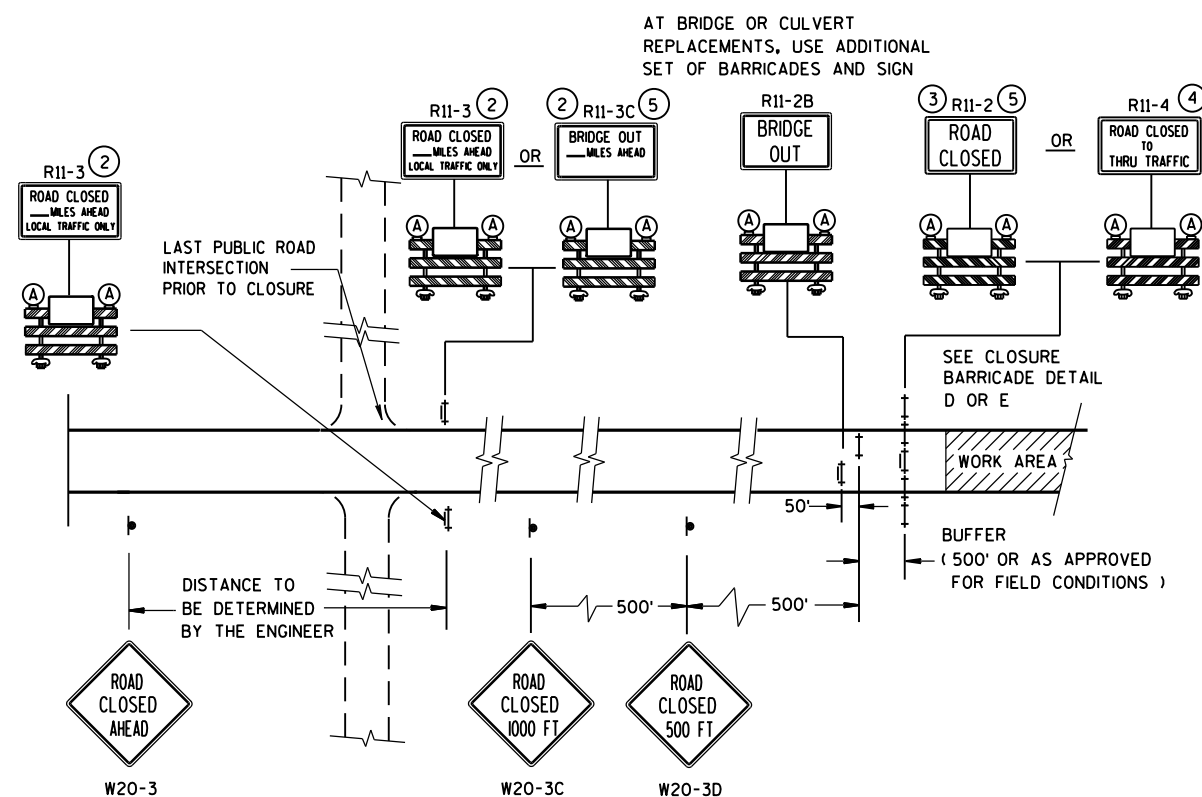 AT BRIDGE OR CULVERT
REPLACEMENTS, USE ADDITIONAL
SET OF BARRICADES AND SIGN
R11-3 2
ROAD CLOSED
___MILES AHEAD
LOCAL TRAFFIC ONLY
A A
R11-3 2
ROAD CLOSED
___MILES AHEAD
LOCAL TRAFFIC ONLY
A A
OR
2 R11-3C 5
BRIDGE OUT
___MILES AHEAD
A A
R11-2B
BRIDGE
OUT
A A
3 R11-2 5
ROAD
CLOSED
A A
OR
R11-4 4
ROAD CLOSED
TO
THRU TRAFFIC
A A
LAST PUBLIC ROAD
INTERSECTION
PRIOR TO CLOSURE
SEE CLOSURE
BARRICADE DETAIL
D OR E
WORK AREA
50'
BUFFER
(500' OR AS APPROVED
FOR FIELD CONDITIONS )
DISTANCE TO
BE DETERMINED
BY THE ENGINEER
500'
500'
ROAD
CLOSED
AHEAD
W20-3
ROAD
CLOSED
1000 FT
W20-3C
ROAD
CLOSED
500 FT
W20-3D